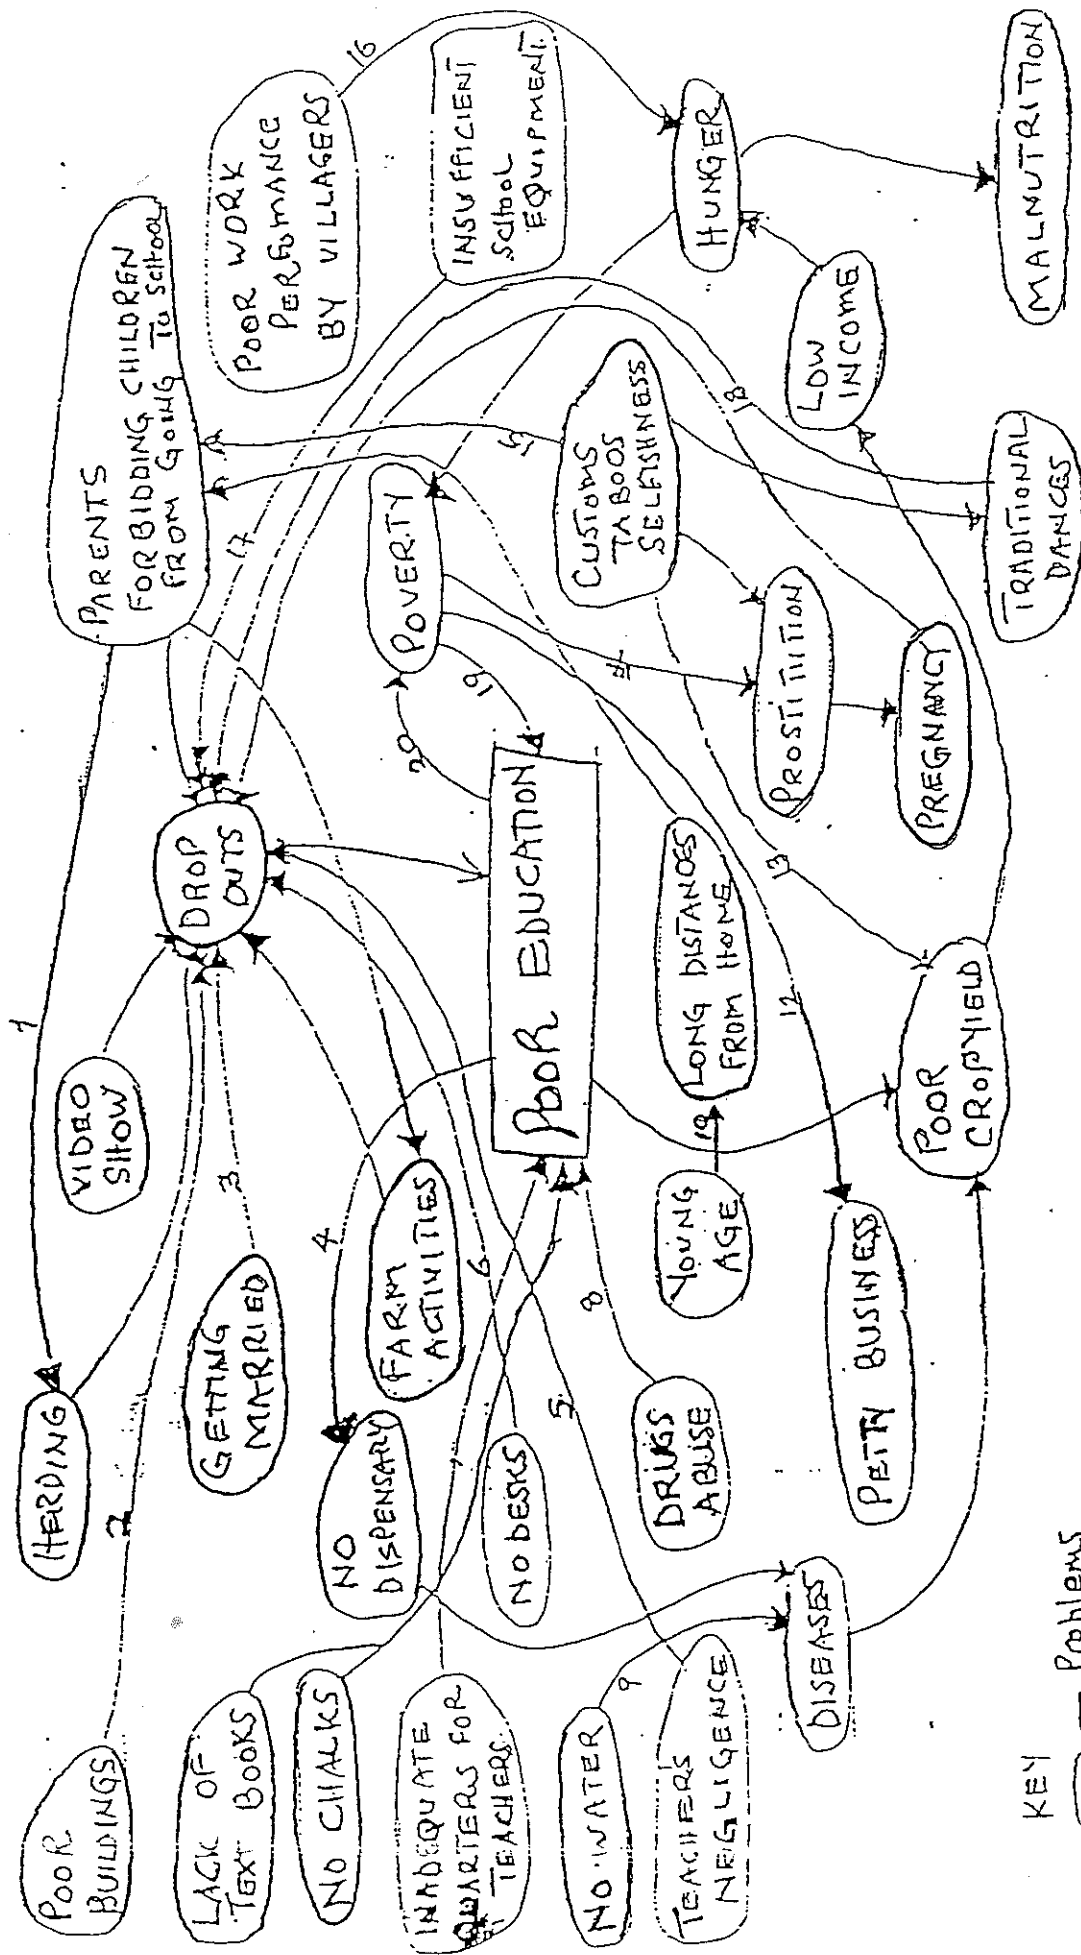 POOR
BUILDINGS
LACK OF
TEXT BOOKS
NO CHALKS
INADEQUATE
QUARTERS FOR
TEACHERS
NO WATER
TEACHERS
NEGLIGENCE
HERDING
GETTING
MARRIED
NO
DISPENSARY
NO DESKS
DRUGS
ABUSE
DISEASES
VIDEO
SHOW
FARM
ACTIVITIES
YOUNG
AGE
PETTY BUSINESS
DROP
OUTS
POOR EDUCATION
LONG DISTANCES
FROM HOME
POOR
CROPYIELD
PARENTS
FORBIDDING CHILDREN
FROM GOING TO SCHOOL
POVERTY
CUSTOMS
TABOOS
SELFISHNESS
PROSTITUTION
PREGNANCY
POOR WORK
PERFOMANCE
BY VILLAGERS
INSUFFICIENT
SCHOOL
EQUIPMENT
HUNGER
LOW
INCOME
TRADITIONAL
DANCES
MALNUTRITION
1
2
3
4
5
6
8
9
10
12
13
16
17
18
19
20
KEY
Problems